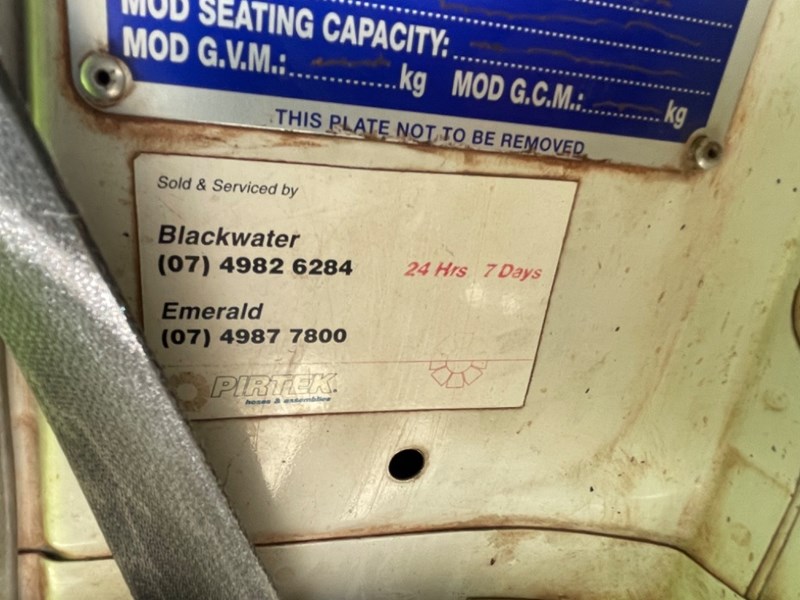 MOD SEATING CAPACITY:
MOD G.V.M.: kg MOD G.C.M.: kg
THIS PLATE NOT TO BE REMOVED
Sold & Serviced by
Blackwater
(07) 4982 6284 24 Hrs 7 Days
Emerald
(07) 4987 7800
PIRTEK
hoses & assemblies